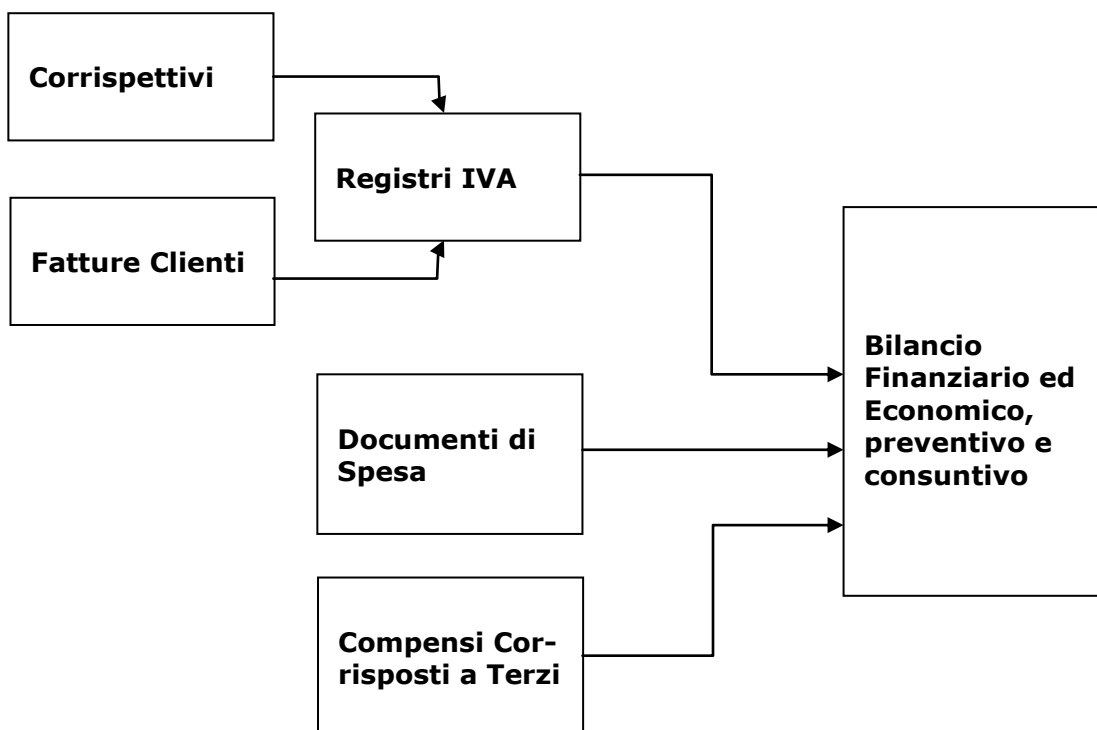 Corrispettivi
Registri IVA
Fatture Clienti
Bilancio
Finanziario ed
Economico,
preventivo e
consuntivo
Documenti di
Spesa
Compensi Cor-
risposti a Terzi